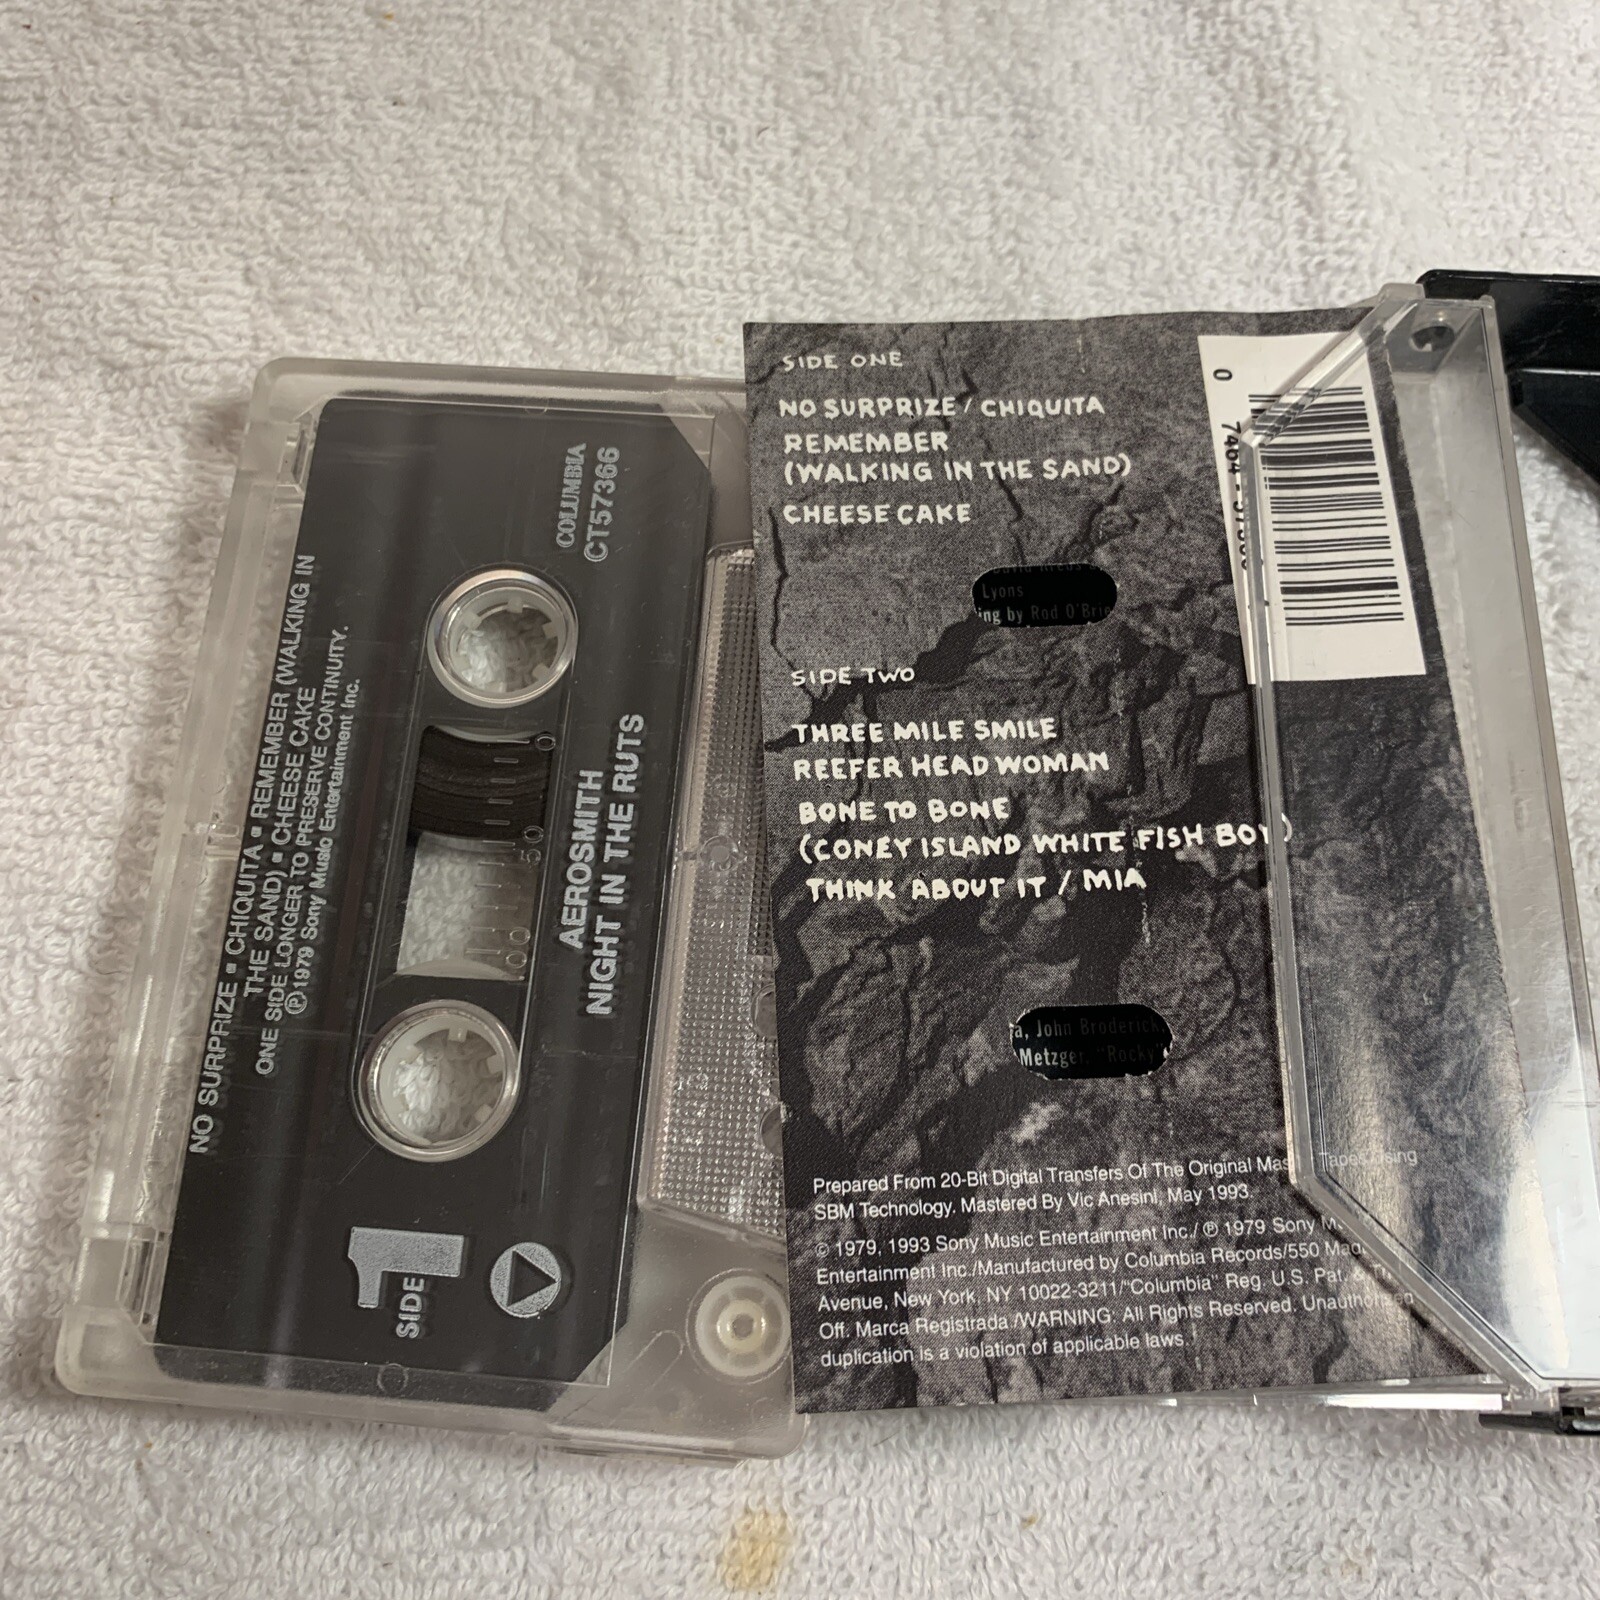 NO SURPRIZE ▪ CHIQUITA ▪ REMEMBER (WALKING IN
THE SAND) ▪ CHEESE CAKE
ONE SIDE LONGER TO PRESERVE CONTINUITY.
℗ 1979 Sony Music Entertainment Inc.
100 50 0
AEROSMITH
NIGHT IN THE RUTS
COLUMBIA
CT57366
SIDE 1
SIDE ONE
NO SURPRIZE / CHIQUITA
REMEMBER
(WALKING IN THE SAND)
CHEESE CAKE
Lyons
ing by Rod O'Brie
SIDE TWO
THREE MILE SMILE
REEFER HEAD WOMAN
BONE TO BONE
(CONEY ISLAND WHITE FISH BOY)
THINK ABOUT IT / MIA
a, John Broderick,
Metzger, "Rocky"
Prepared From 20-Bit Digital Transfers Of The Original Master Tapes Using
SBM Technology. Mastered By Vic Anesini, May 1993.
© 1979, 1993 Sony Music Entertainment Inc./ ℗ 1979 Sony
Entertainment Inc./Manufactured by Columbia Records/550
Avenue, New York, NY 10022-3211/"Columbia" Reg. U.S. Pat. &
Off. Marca Registrada./WARNING: All Rights Reserved. Unauthorized
duplication is a violation of applicable laws.
0 7464